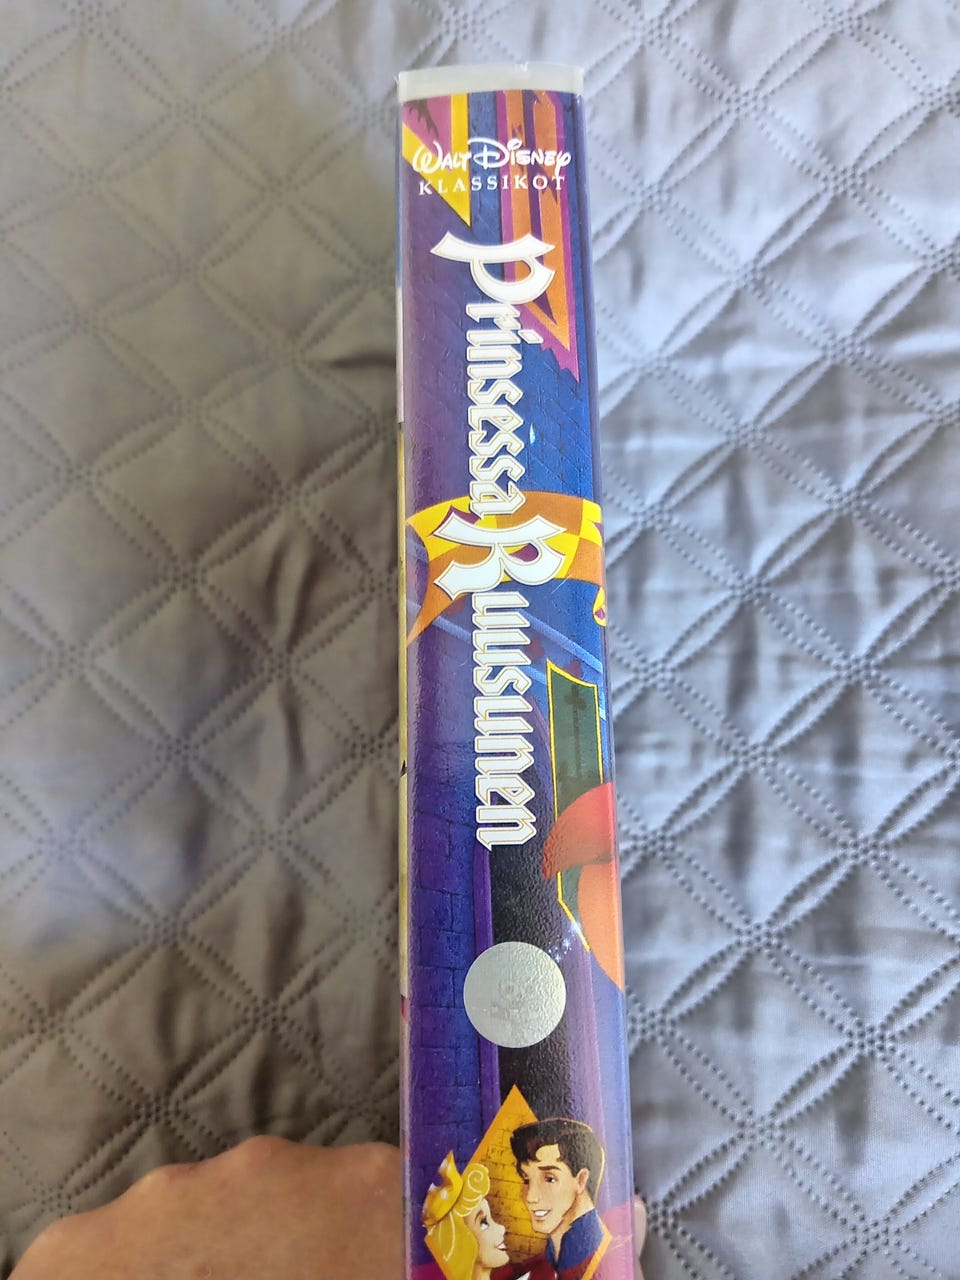 WALT DISNEY
KLASSIKOT
Prinsessa Ruusunen